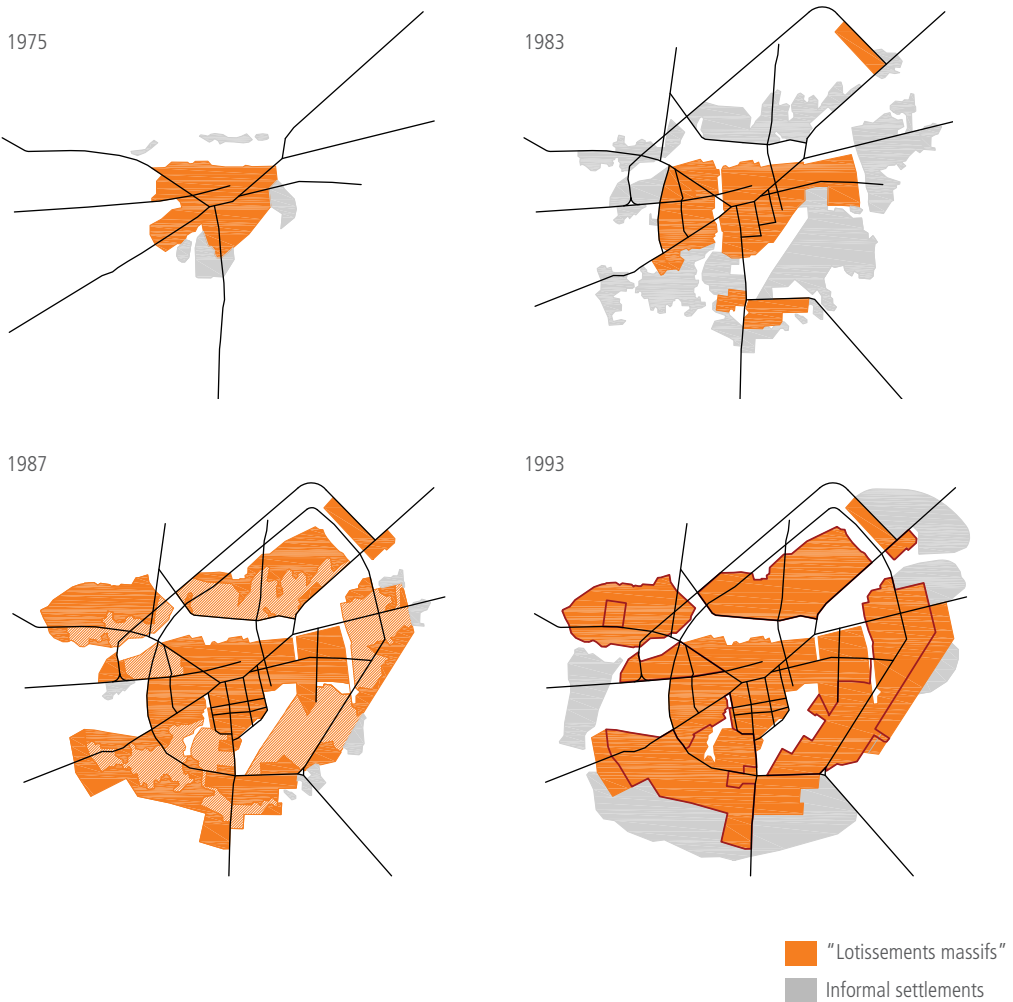 1975
1983
1987
1993
“Lotissements massifs”
Informal settlements